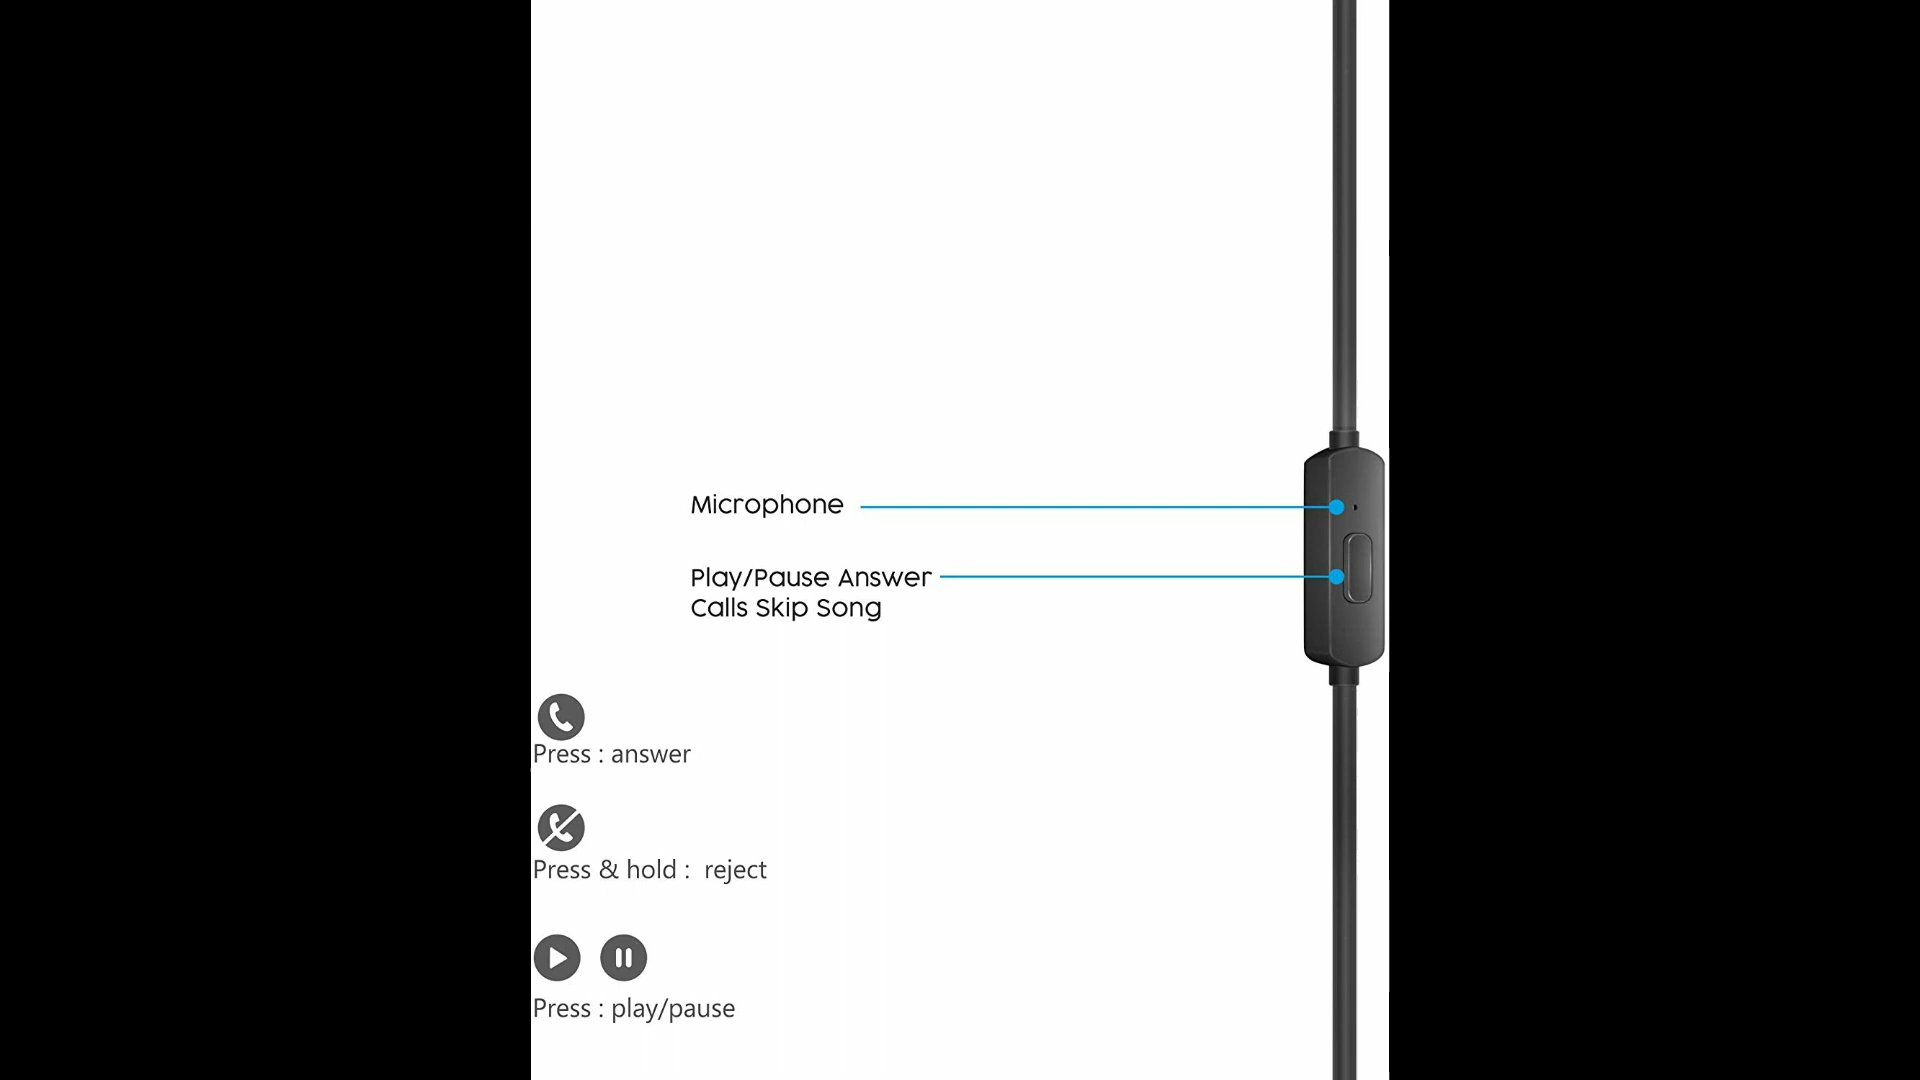 Microphone
Play/Pause Answer
Calls Skip Song
Press : answer
Press & hold :  reject
Press : play/pause